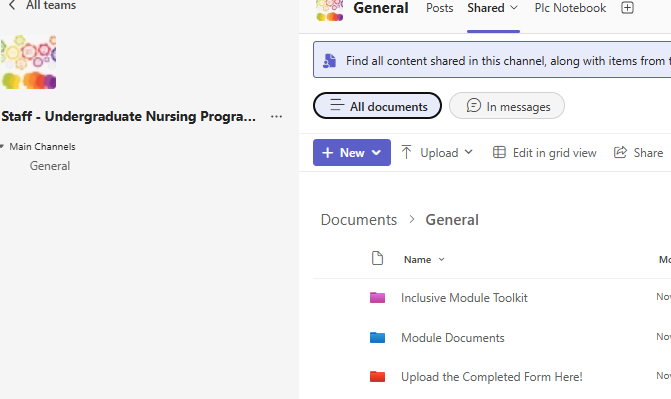 All teams
Staff - Undergraduate Nursing Progra...
Main Channels
General
General Posts Shared Plc Notebook
Find all content shared in this channel, along with items from
All documents In messages
New Upload Edit in grid view Share
Documents > General
Name
Inclusive Module Toolkit
Module Documents
Upload the Completed Form Here!